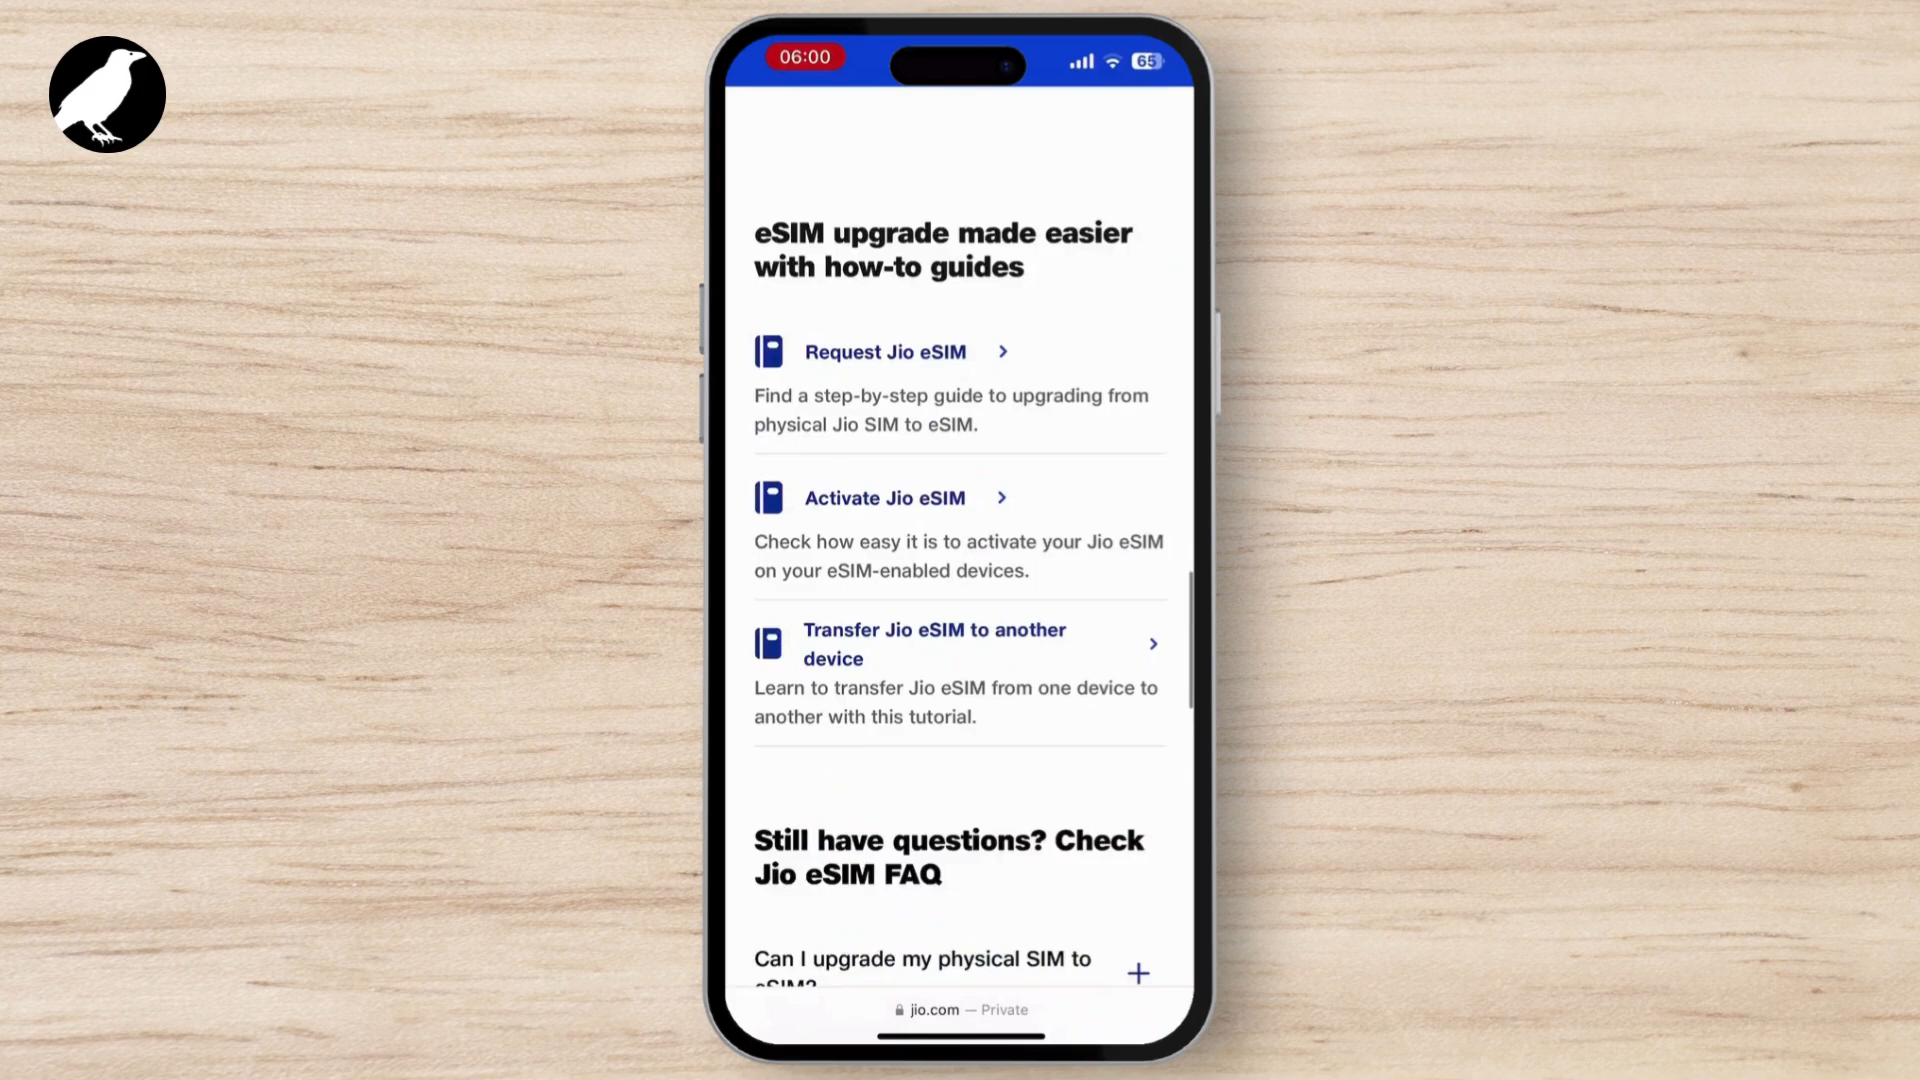 06:00
65
eSIM upgrade made easier
with how-to guides
Request Jio eSIM
Find a step-by-step guide to upgrading from
physical Jio SIM to eSIM.
Activate Jio eSIM
Check how easy it is to activate your Jio eSIM
on your eSIM-enabled devices.
Transfer Jio eSIM to another
device
Learn to transfer Jio eSIM from one device to
another with this tutorial.
Still have questions? Check
Jio eSIM FAQ
Can I upgrade my physical SIM to
eSIM?
jio.com — Private